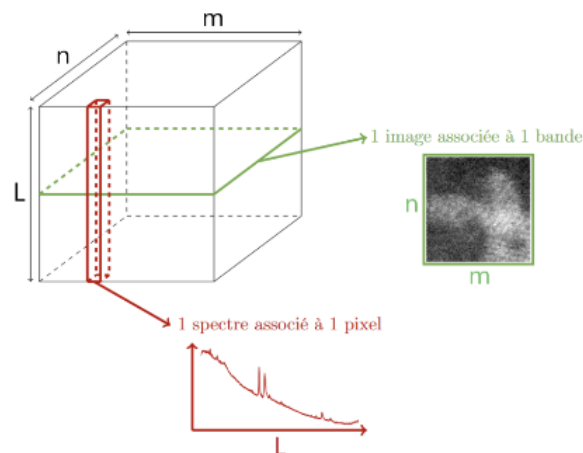 m
n
L
1 image associée à 1 bande
n
m
1 spectre associé à 1 pixel
L